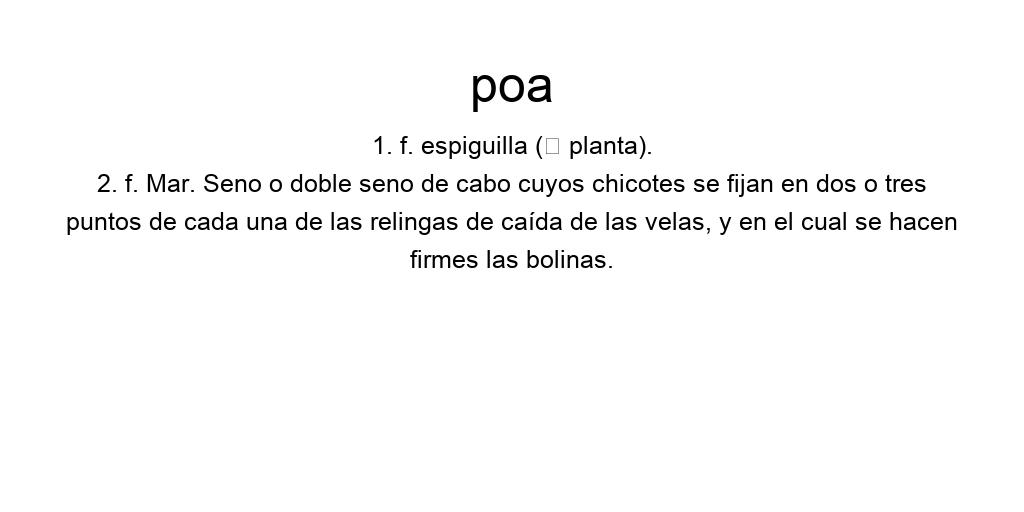 poa
1. f. espiguilla (□ planta).
2. f. Mar. Seno o doble seno de cabo cuyos chicotes se fijan en dos o tres
puntos de cada una de las relingas de caída de las velas, y en el cual se hacen
firmes las bolinas.